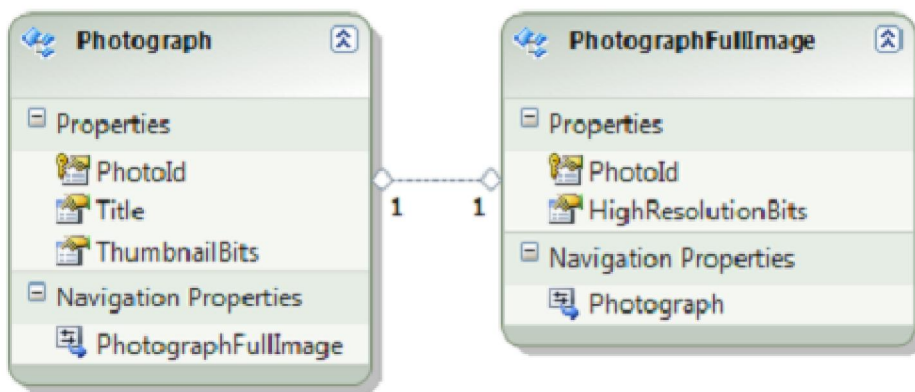 Photograph
Properties
PhotoId
Title
ThumbnailBits
Navigation Properties
PhotographFullImage
1 1
PhotographFullImage
Properties
PhotoId
HighResolutionBits
Navigation Properties
Photograph